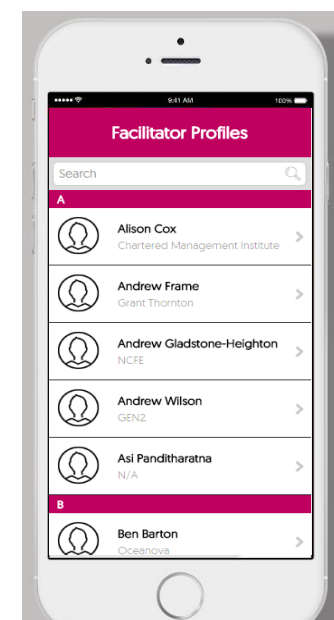 9:41 AM
100%
Facilitator Profiles
Search
A
Alison Cox
Chartered Management Institute
Andrew Frame
Grant Thornton
Andrew Gladstone-Heighton
NCFE
Andrew Wilson
GEN2
Asi Panditharatna
N/A
B
Ben Barton
Oceanova